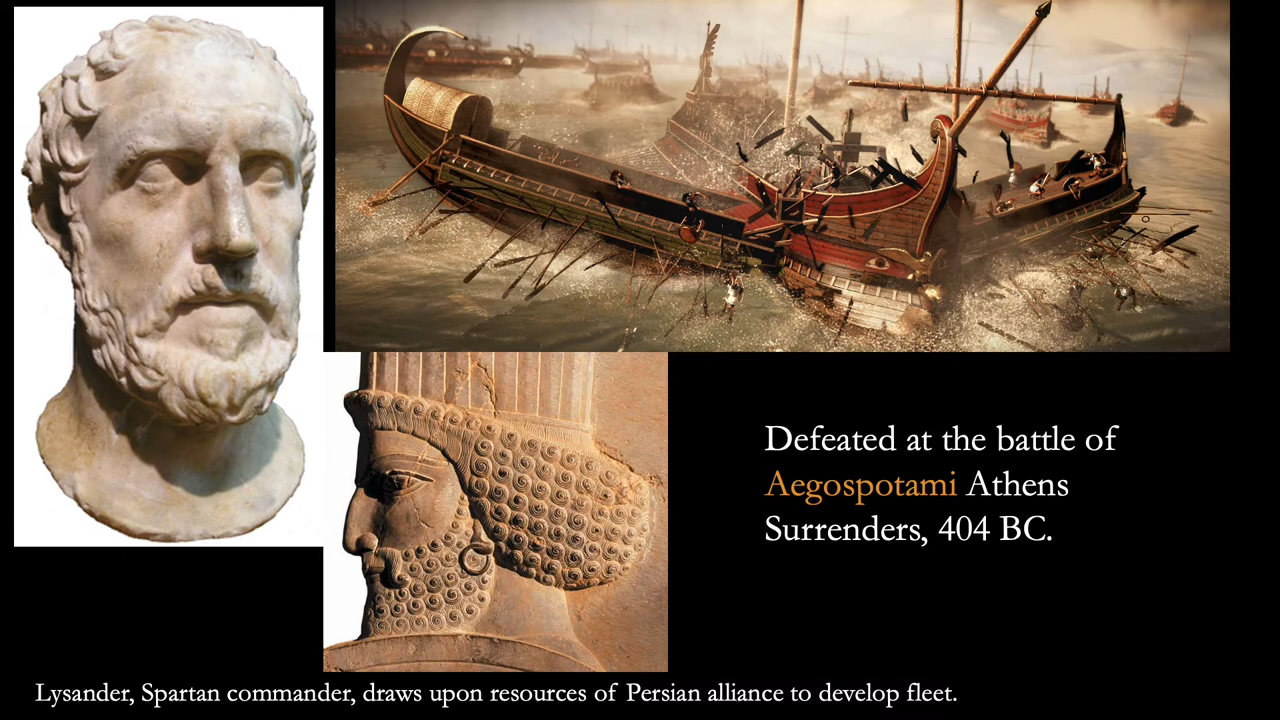 Defeated at the battle of
Aegospotami Athens
Surrenders, 404 BC.
Lysander, Spartan commander, draws upon resources of Persian alliance to develop fleet.